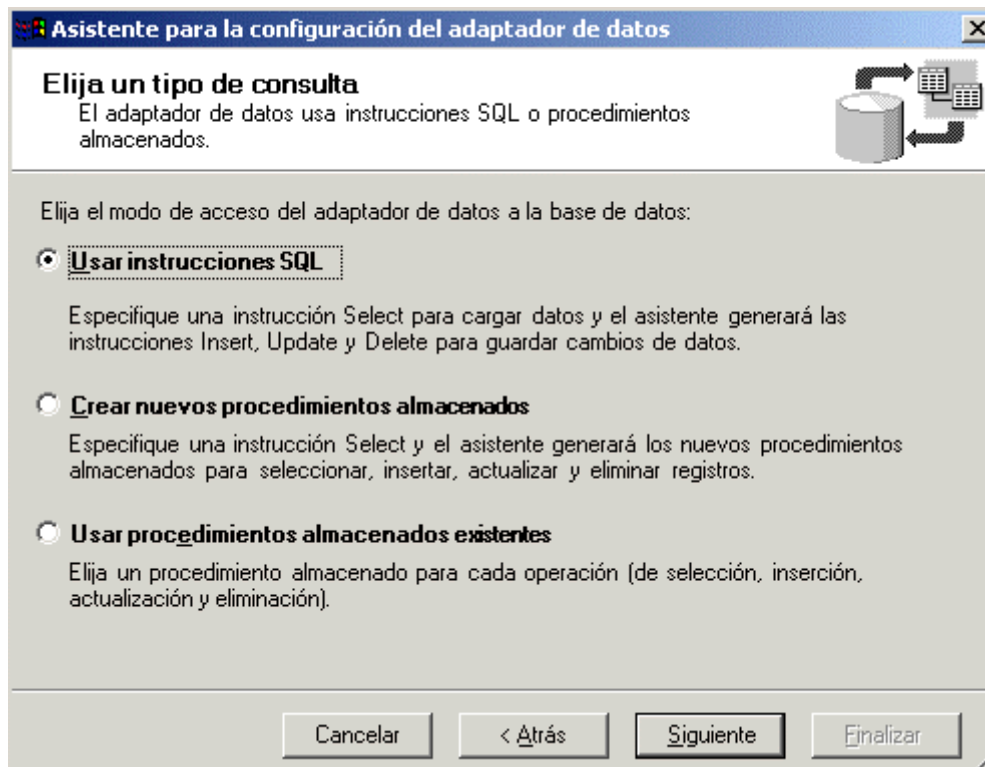 Asistente para la configuración del adaptador de datos
Elija un tipo de consulta
El adaptador de datos usa instrucciones SQL o procedimientos
almacenados.
Elija el modo de acceso del adaptador de datos a la base de datos:
Usar instrucciones SQL
Especifique una instrucción Select para cargar datos y el asistente generará las
instrucciones Insert, Update y Delete para guardar cambios de datos.
Crear nuevos procedimientos almacenados
Especifique una instrucción Select y el asistente generará los nuevos procedimientos
almacenados para seleccionar, insertar, actualizar y eliminar registros.
Usar procedimientos almacenados existentes
Elija un procedimiento almacenado para cada operación (de selección, inserción,
actualización y eliminación).
Cancelar
< Atrás
Siguiente
Finalizar